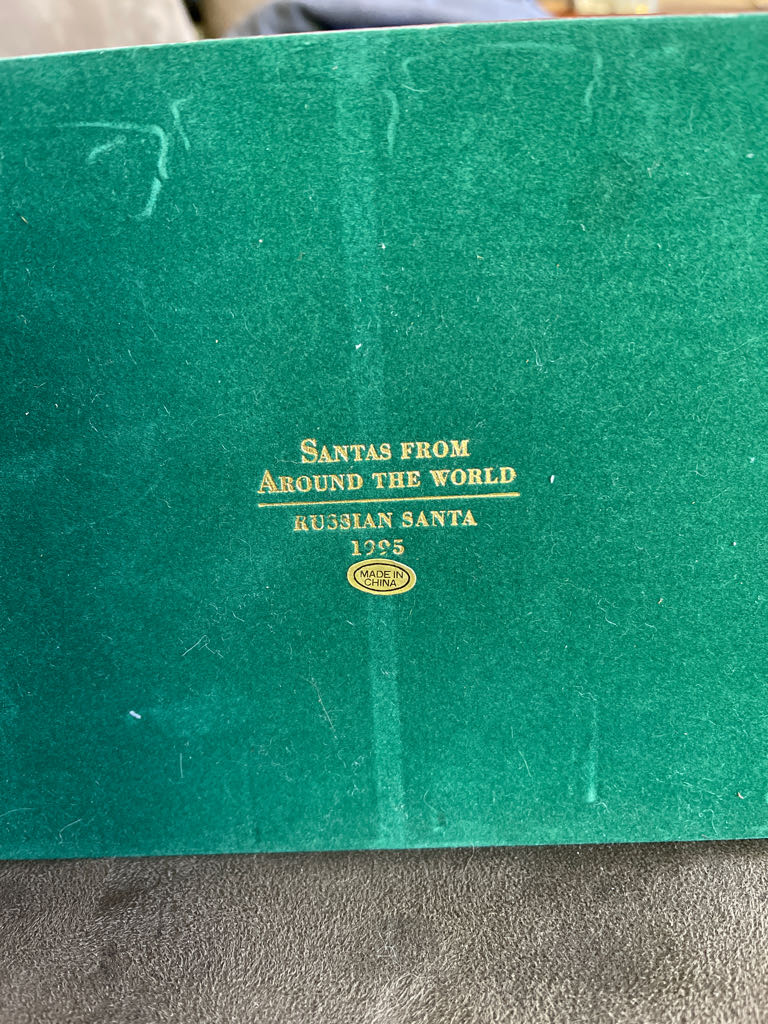 SANTAS FROM
AROUND THE WORLD
RUSSIAN SANTA
1995
MADE IN
CHINA